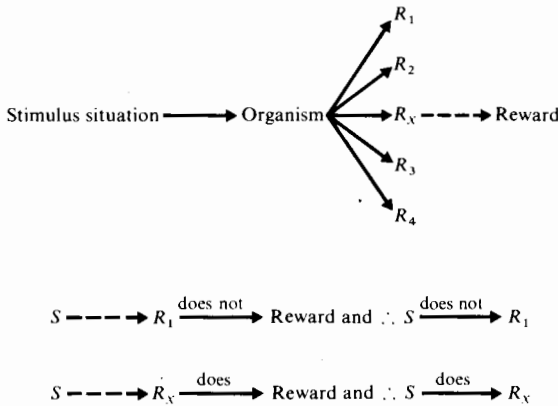 R₁
R₂
Stimulus situation Organism Rₓ Reward
R₃
R₄
does not does not
S R₁ Reward and ∴ S R₁
does does
S Rₓ Reward and ∴ S Rₓ